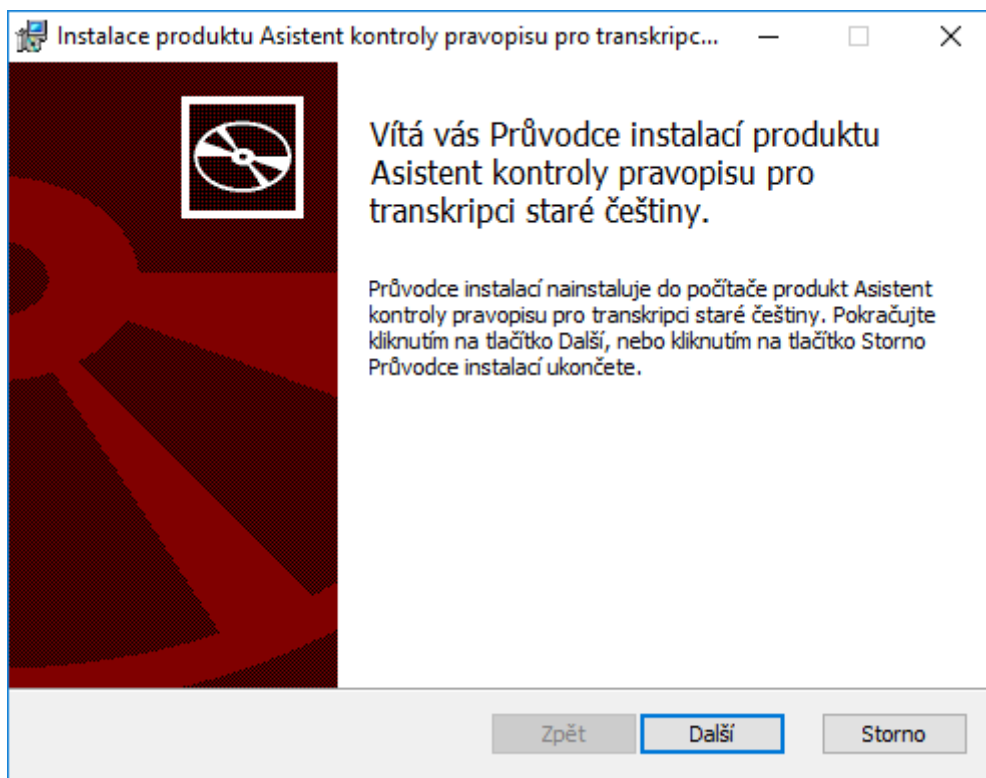 Instalace produktu Asistent kontroly pravopisu pro transkripc...
Vítá vás Průvodce instalací produktu
Asistent kontroly pravopisu pro
transkripci staré češtiny.
Průvodce instalací nainstaluje do počítače produkt Asistent
kontroly pravopisu pro transkripci staré češtiny. Pokračujte
kliknutím na tlačítko Další, nebo kliknutím na tlačítko Storno
Průvodce instalací ukončete.
Zpět Další Storno